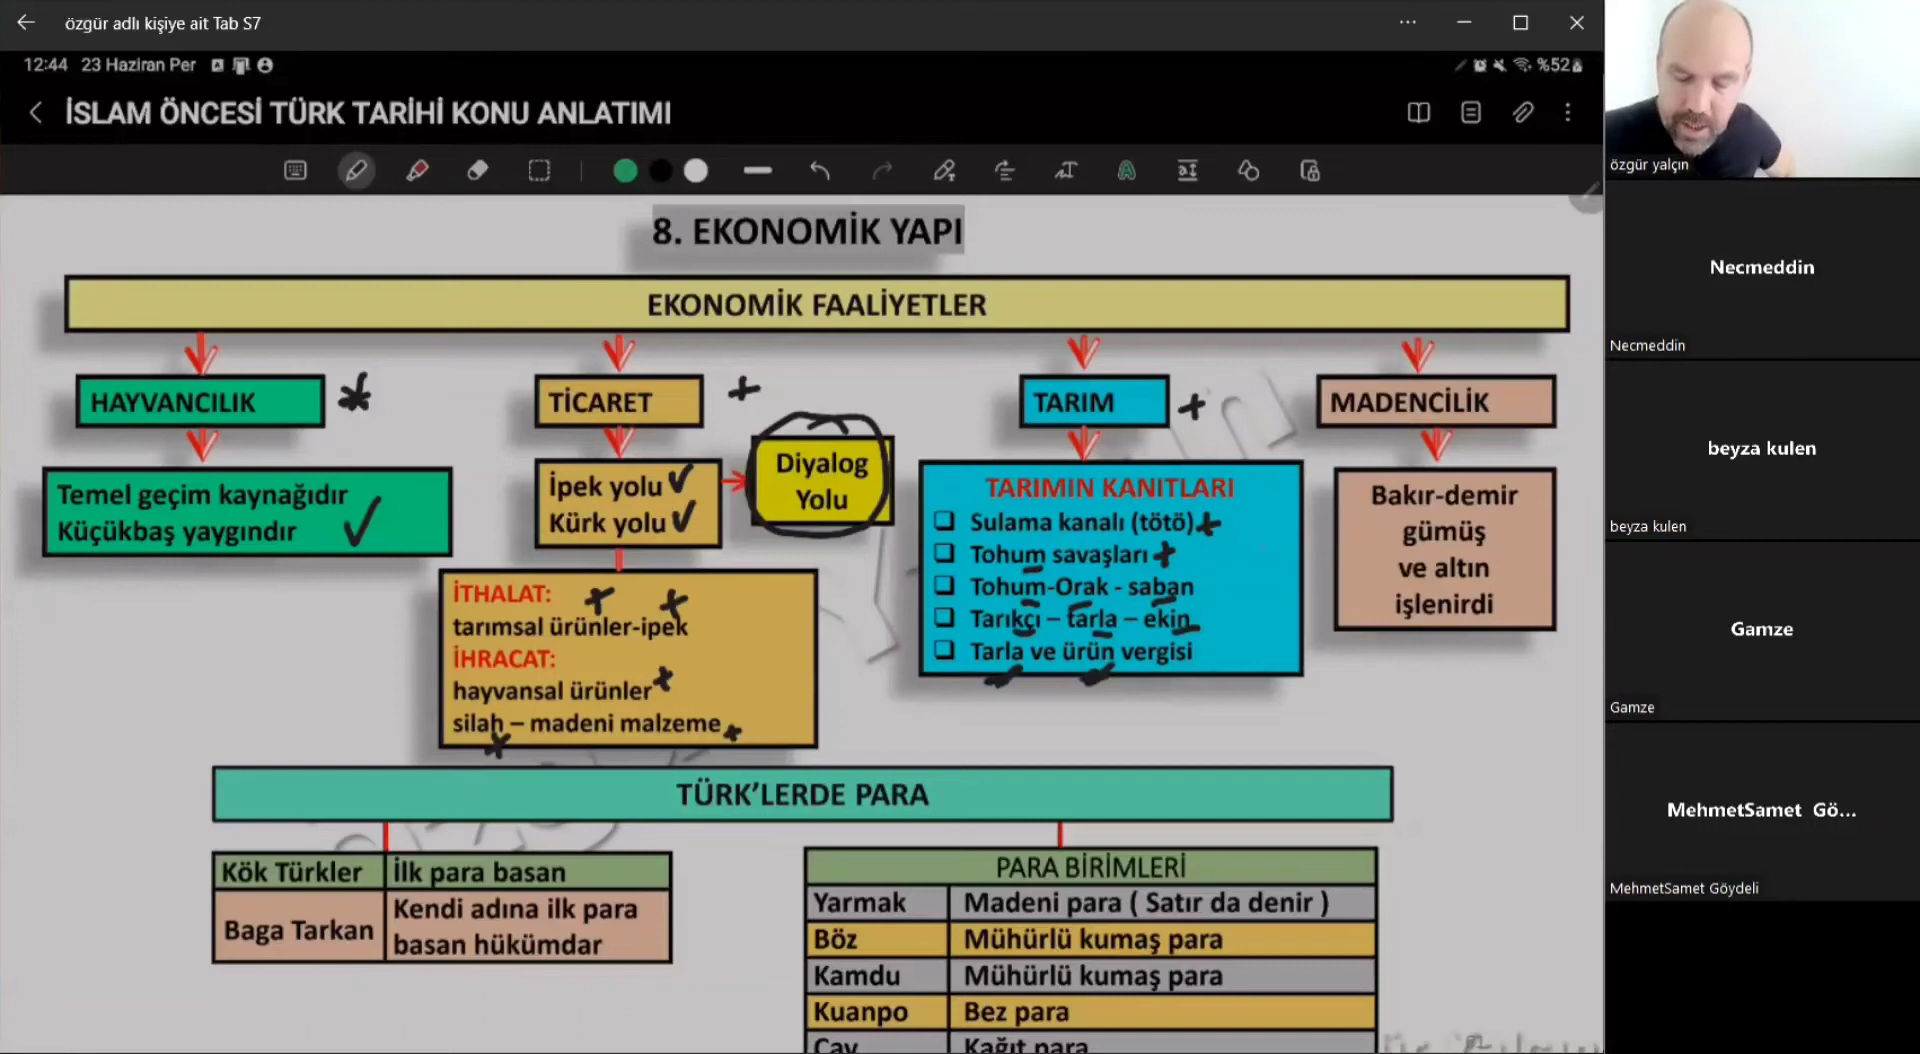 özgür adlı kişiye ait Tab S7
12:44 23 Haziran Per
%52
İSLAM ÖNCESİ TÜRK TARİHİ KONU ANLATIMI
8. EKONOMİK YAPI
EKONOMİK FAALİYETLER
HAYVANCILIK
Temel geçim kaynağıdır
Küçükbaş yaygındır
TİCARET
İpek yolu
Kürk yolu
Diyalog
Yolu
İTHALAT:
tarımsal ürünler-ipek
İHRACAT:
hayvansal ürünler
silah – madeni malzeme
TARIM
TARIMIN KANITLARI
Sulama kanalı (tötö)
Tohum savaşları
Tohum-Orak - saban
Tarıkçı – tarla – ekin
Tarla ve ürün vergisi
MADENCİLİK
Bakır-demir
gümüş
ve altın
işlenirdi
TÜRK’LERDE PARA
Kök Türkler İlk para basan
Baga Tarkan Kendi adına ilk para
basan hükümdar
PARA BİRİMLERİ
Yarmak Madeni para ( Satır da denir )
Böz Mühürlü kumaş para
Kamdu Mühürlü kumaş para
Kuanpo Bez para
Çav Kağıt para
özgür yalçın
Necmeddin
Necmeddin
beyza kulen
beyza kulen
Gamze
Gamze
MehmetSamet Gö...
MehmetSamet Göydeli